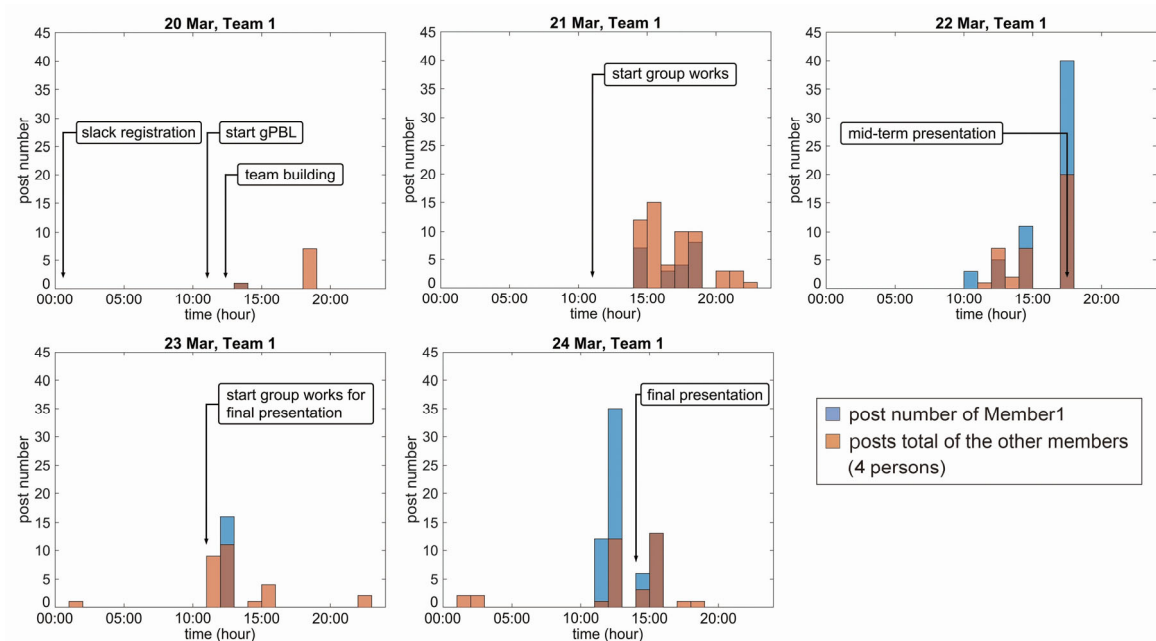 20 Mar, Team 1
45
40
35
30
25
20
15
10
5
0
post number
slack registration
start gPBL
team building
00:00 05:00 10:00 15:00 20:00
time (hour)
21 Mar, Team 1
45
40
35
30
25
20
15
10
5
0
post number
start group works
00:00 05:00 10:00 15:00 20:00
time (hour)
22 Mar, Team 1
45
40
35
30
25
20
15
10
5
0
post number
mid-term presentation
00:00 05:00 10:00 15:00 20:00
time (hour)
23 Mar, Team 1
45
40
35
30
25
20
15
10
5
0
post number
start group works for
final presentation
00:00 05:00 10:00 15:00 20:00
time (hour)
24 Mar, Team 1
45
40
35
30
25
20
15
10
5
0
post number
final presentation
00:00 05:00 10:00 15:00 20:00
time (hour)
post number of Member1
posts total of the other members
(4 persons)